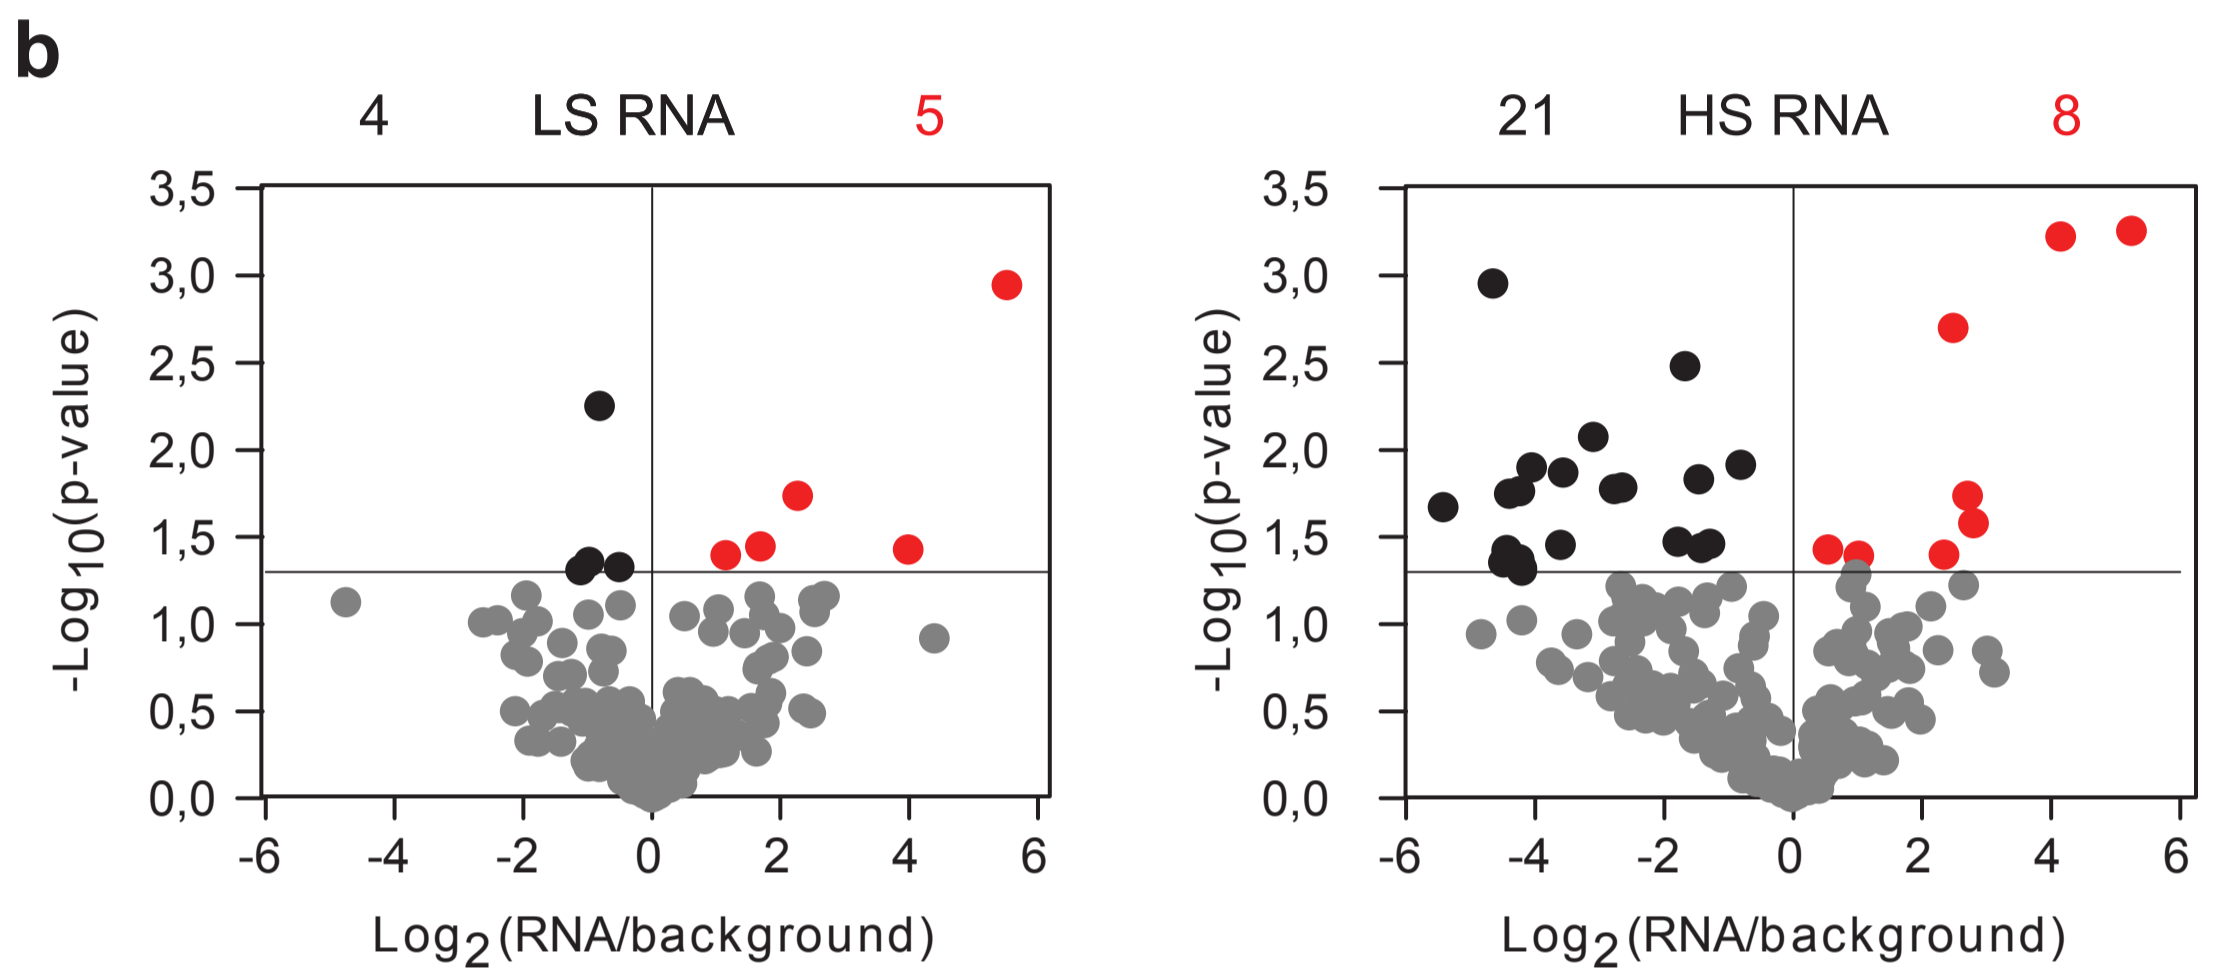 b
4 LS RNA 5
3,5
3,0
2,5
2,0
1,5
1,0
0,5
0,0
-Log10(p-value)
-6 -4 -2 0 2 4 6
Log2(RNA/background)
21 HS RNA 8
3,5
3,0
2,5
2,0
1,5
1,0
0,5
0,0
-Log10(p-value)
-6 -4 -2 0 2 4 6
Log2(RNA/background)